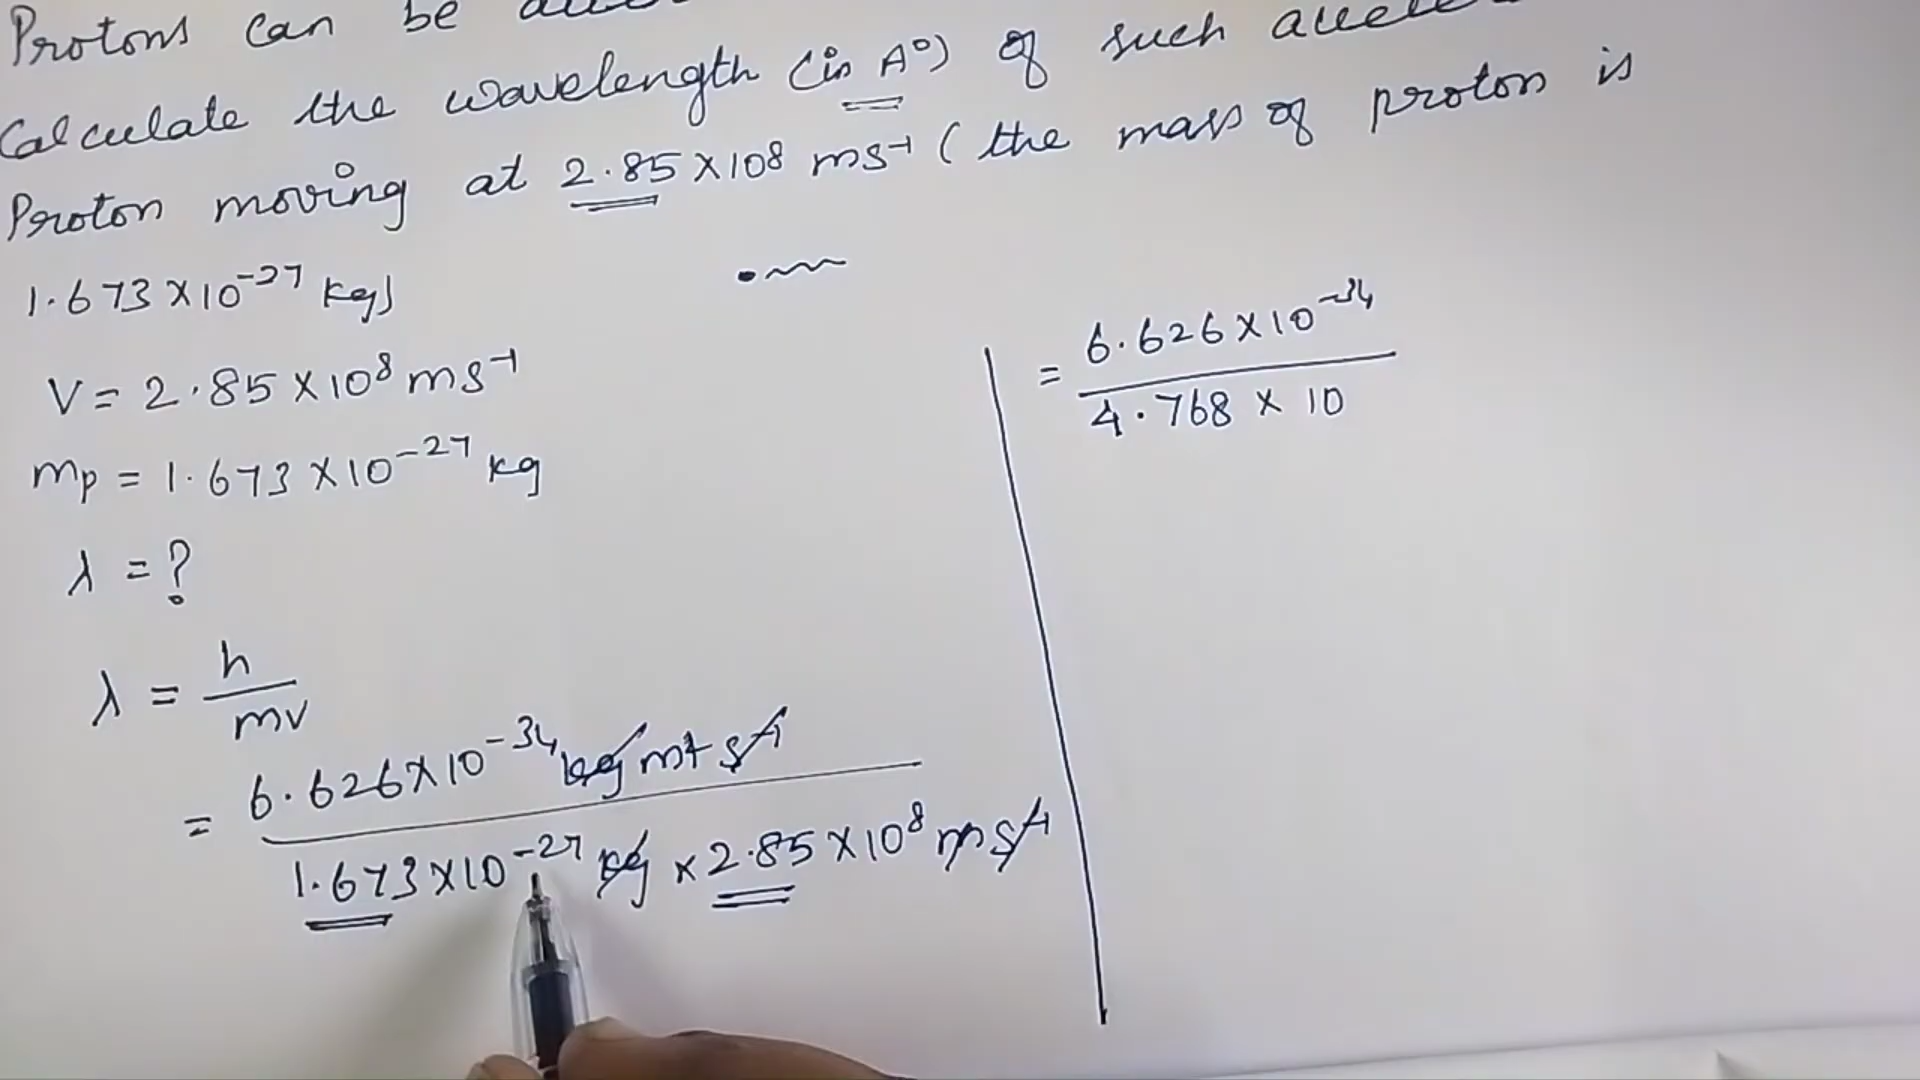 Protons can be
Calculate the wavelength (in A°) of such
Proton moving at 2.85 × 10⁸ ms⁻¹ (the mass of proton is
1.673 × 10⁻²⁷ kg)
V = 2.85 × 10⁸ ms⁻¹
mp = 1.673 × 10⁻²⁷ kg
λ = ?
λ = h / mv
= 6.626 × 10⁻³⁴ kg m² s⁻¹ / 1.673 × 10⁻²⁷ kg × 2.85 × 10⁸ m s⁻¹
= 6.626 × 10⁻³⁴ / 4.768 × 10